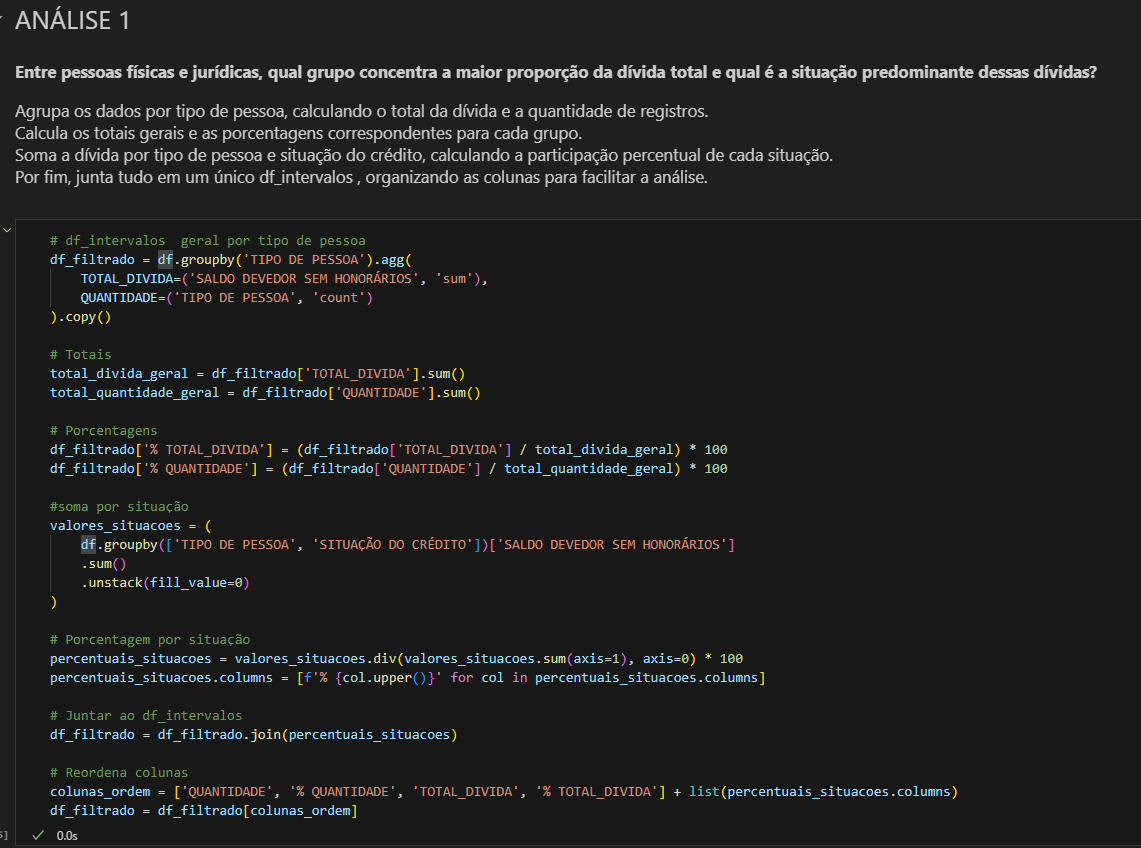 ANÁLISE 1
Entre pessoas físicas e jurídicas, qual grupo concentra a maior proporção da dívida total e qual é a situação predominante dessas dívidas?
Agrupa os dados por tipo de pessoa, calculando o total da dívida e a quantidade de registros.
Calcula os totais gerais e as porcentagens correspondentes para cada grupo.
Soma a dívida por tipo de pessoa e situação do crédito, calculando a participação percentual de cada situação.
Por fim, junta tudo em um único df_intervalos , organizando as colunas para facilitar a análise.
# df_intervalos  geral por tipo de pessoa
df_filtrado = df.groupby('TIPO DE PESSOA').agg(
    TOTAL_DIVIDA=('SALDO DEVEDOR SEM HONORÁRIOS', 'sum'),
    QUANTIDADE=('TIPO DE PESSOA', 'count')
).copy()
# Totais
total_divida_geral = df_filtrado['TOTAL_DIVIDA'].sum()
total_quantidade_geral = df_filtrado['QUANTIDADE'].sum()
# Porcentagens
df_filtrado['% TOTAL_DIVIDA'] = (df_filtrado['TOTAL_DIVIDA'] / total_divida_geral) * 100
df_filtrado['% QUANTIDADE'] = (df_filtrado['QUANTIDADE'] / total_quantidade_geral) * 100
#soma por situação
valores_situacoes = (
    df.groupby(['TIPO DE PESSOA', 'SITUAÇÃO DO CRÉDITO'])['SALDO DEVEDOR SEM HONORÁRIOS']
    .sum()
    .unstack(fill_value=0)
)
# Porcentagem por situação
percentuais_situacoes = valores_situacoes.div(valores_situacoes.sum(axis=1), axis=0) * 100
percentuais_situacoes.columns = [f'% {col.upper()}' for col in percentuais_situacoes.columns]
# Juntar ao df_intervalos
df_filtrado = df_filtrado.join(percentuais_situacoes)
# Reordena colunas
colunas_ordem = ['QUANTIDADE', '% QUANTIDADE', 'TOTAL_DIVIDA', '% TOTAL_DIVIDA'] + list(percentuais_situacoes.columns)
df_filtrado = df_filtrado[colunas_ordem]
0.0s